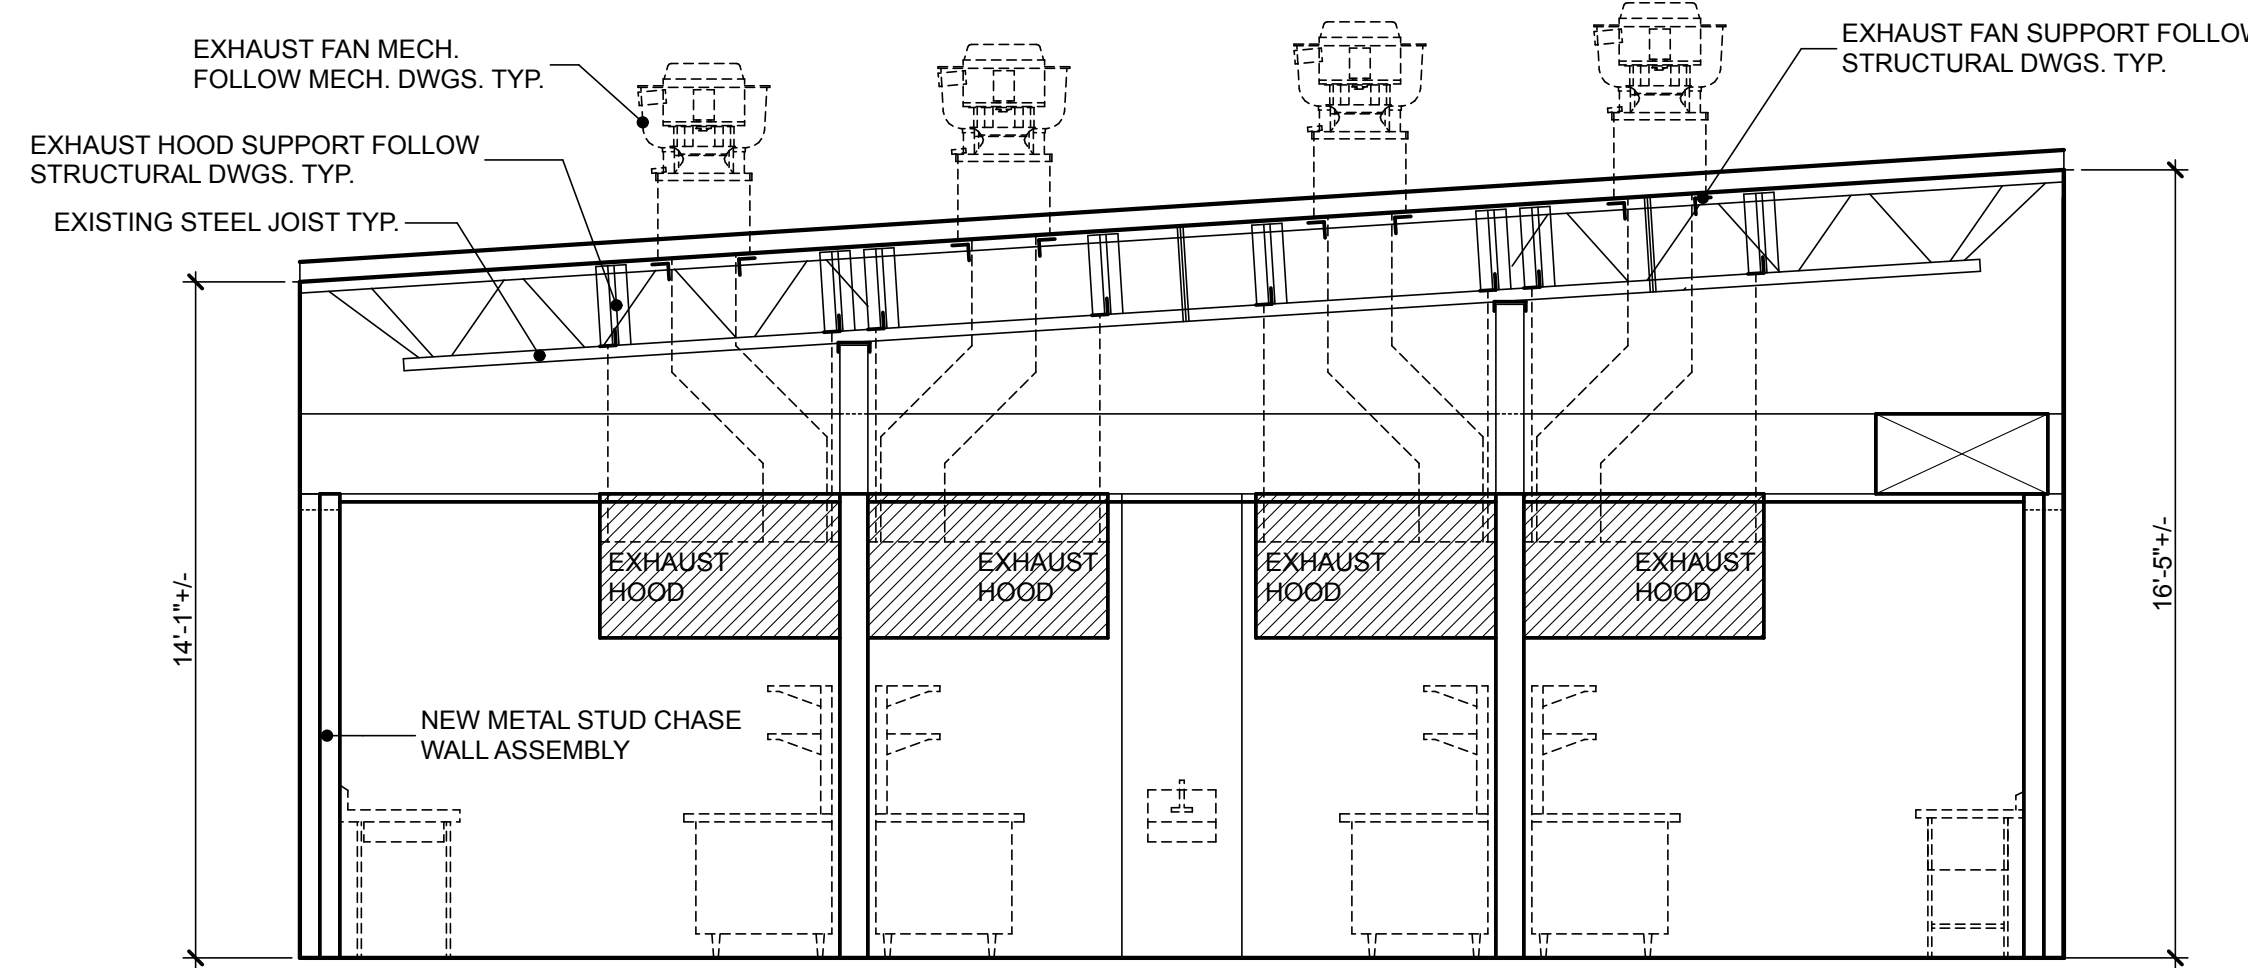 EXHAUST FAN MECH.
FOLLOW MECH. DWGS. TYP.
EXHAUST FAN SUPPORT FOLLOW
STRUCTURAL DWGS. TYP.
EXHAUST HOOD SUPPORT FOLLOW
STRUCTURAL DWGS. TYP.
EXISTING STEEL JOIST TYP.
EXHAUST
HOOD
EXHAUST
HOOD
EXHAUST
HOOD
EXHAUST
HOOD
14'-1"+/-
16'-5"+/-
NEW METAL STUD CHASE
WALL ASSEMBLY